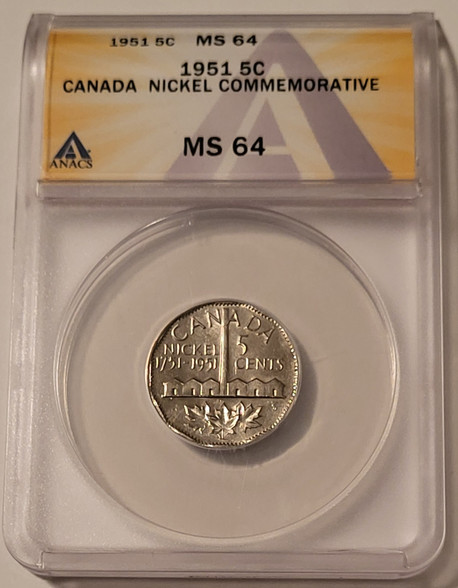 1951 5C MS 64
1951 5C
CANADA NICKEL COMMEMORATIVE
ANACS
MS 64
CANADA
NICKEL 5
1751·1951 CENTS